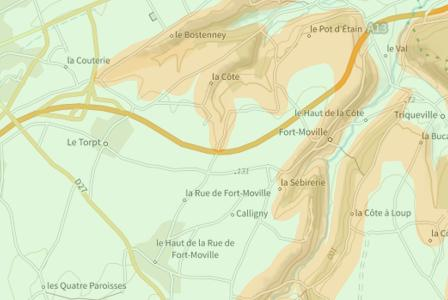 le Pot d'Étain
A13
le Bostenney
le Val
la Couterie
la Côte
72
le Haut de la Côte
Triqueville
Fort-Moville
Le Torpt
131
D27
la Sébirerie
la Rue de Fort-Moville
Calligny
la Côte à Loup
le Haut de la Rue de
Fort-Moville
les Quatre Paroisses